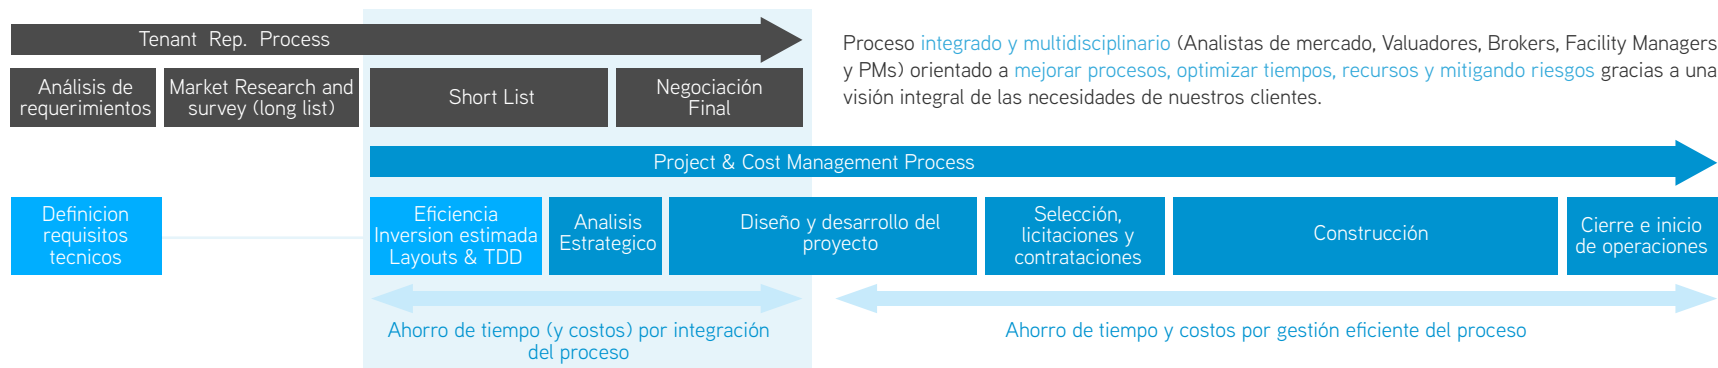 Tenant Rep. Process
Análisis de
requerimientos
Market Research and
survey (long list)
Short List
Negociación
Final
Proceso integrado y multidisciplinario (Analistas de mercado, Valuadores, Brokers, Facility Managers
y PMs) orientado a mejorar procesos, optimizar tiempos, recursos y mitigando riesgos gracias a una
visión integral de las necesidades de nuestros clientes.
Project & Cost Management Process
Definicion
requisitos
tecnicos
Eficiencia
Inversion estimada
Layouts & TDD
Analisis
Estrategico
Diseño y desarrollo del
proyecto
Selección,
licitaciones y
contrataciones
Construcción
Cierre e inicio
de operaciones
Ahorro de tiempo (y costos) por integración
del proceso
Ahorro de tiempo y costos por gestión eficiente del proceso